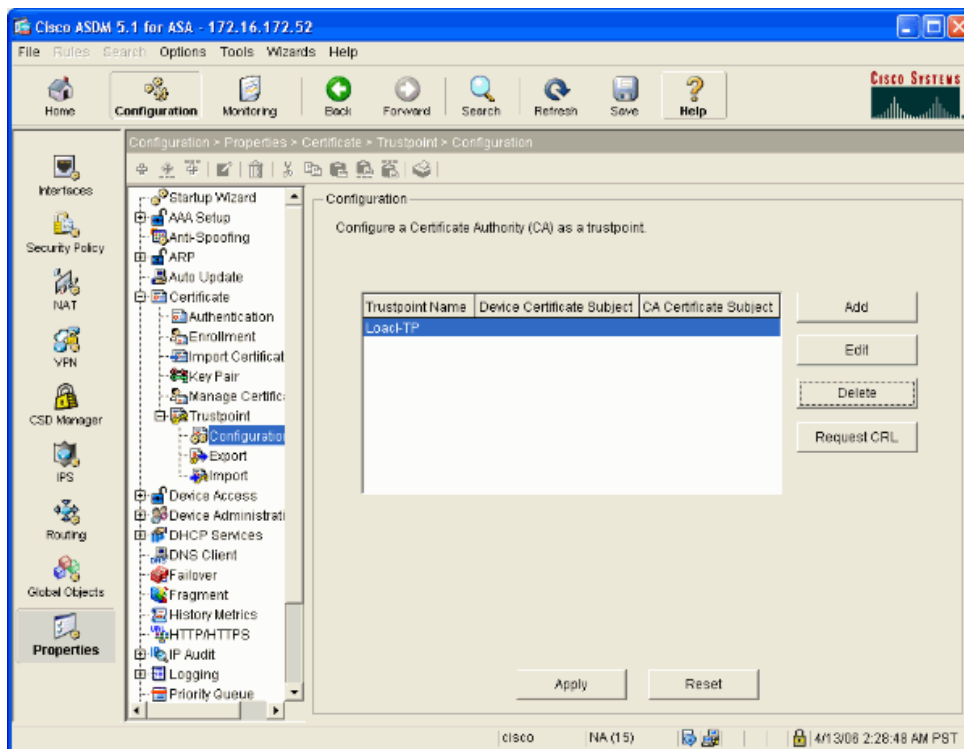 Cisco ASDM 5.1 for ASA - 172.16.172.52
File Rules Search Options Tools Wizards Help
Home Configuration Monitoring Back Forward Search Refresh Save Help
CISCO SYSTEMS
Configuration > Properties > Certificate > Trustpoint > Configuration
Interfaces
Security Policy
NAT
VPN
CSD Manager
IPS
Routing
Global Objects
Properties
Startup Wizard
AAA Setup
Anti-Spoofing
ARP
Auto Update
Certificate
Authentication
Enrollment
Import Certificat
Key Pair
Manage Certific
Trustpoint
Configuration
Export
Import
Device Access
Device Administrati
DHCP Services
DNS Client
Failover
Fragment
History Metrics
HTTP/HTTPS
IP Audit
Logging
Priority Queue
Configuration
Configure a Certificate Authority (CA) as a trustpoint.
Trustpoint Name Device Certificate Subject CA Certificate Subject
Loacl-TP
Add
Edit
Delete
Request CRL
Apply Reset
cisco NA (15) 4/13/06 2:28:48 AM PST